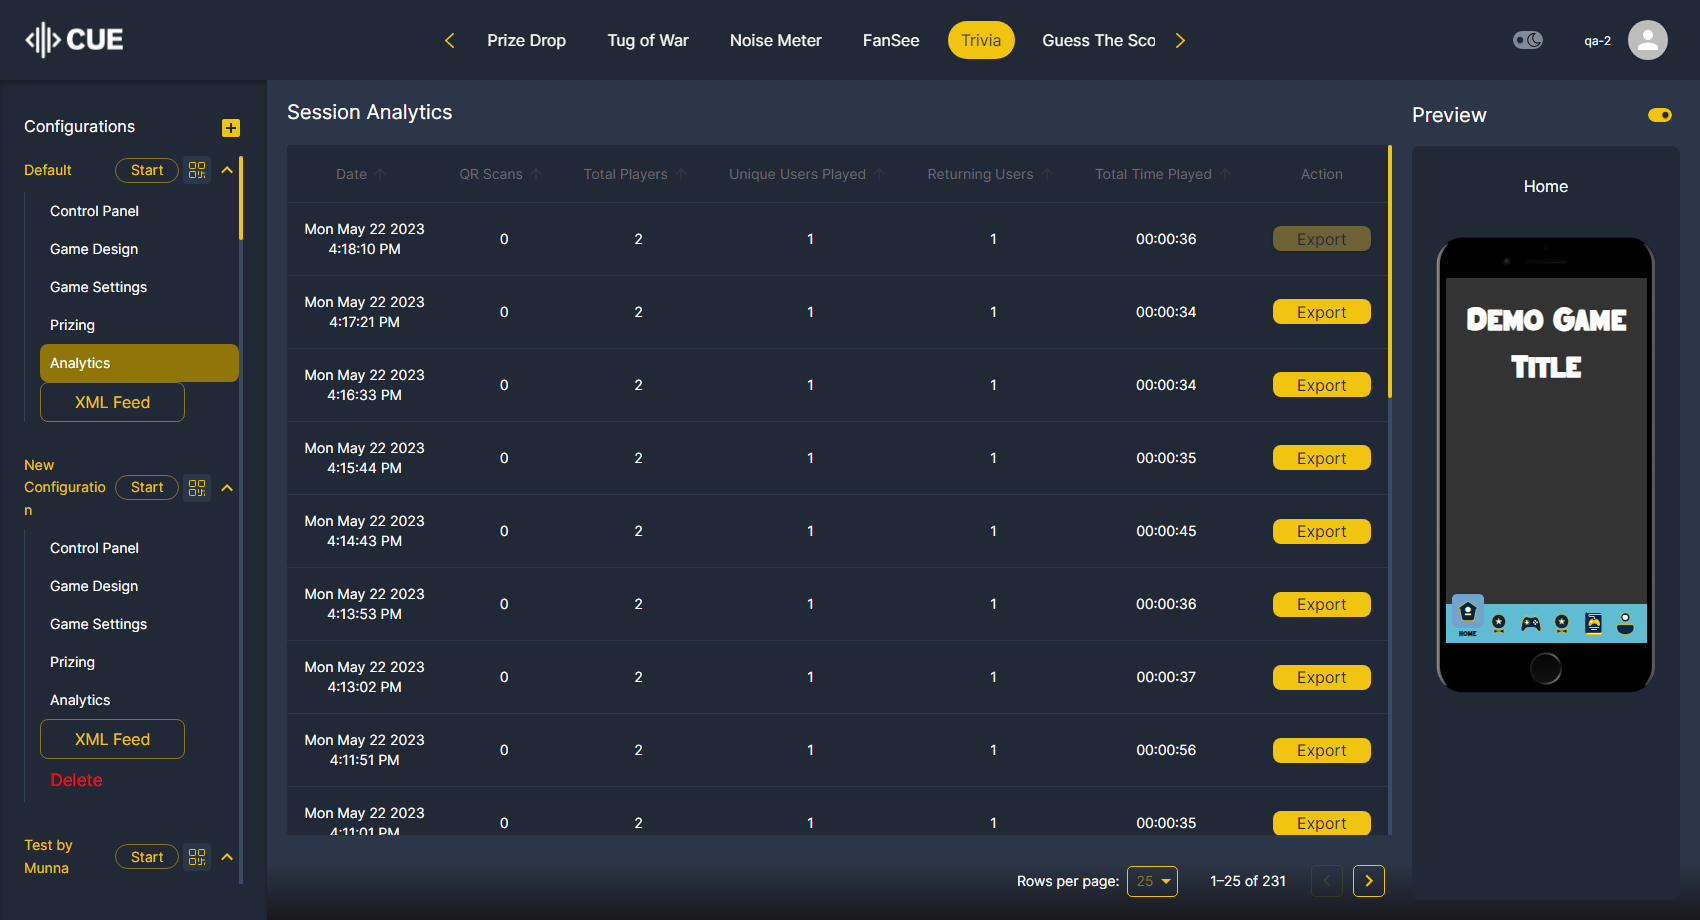 CUE
Prize Drop
Tug of War
Noise Meter
FanSee
Trivia
Guess The Sco
qa-2
Configurations
Default
Start
Control Panel
Game Design
Game Settings
Prizing
Analytics
XML Feed
New
Configuratio
n
Start
Control Panel
Game Design
Game Settings
Prizing
Analytics
XML Feed
Delete
Test by
Munna
Start
Session Analytics
Date QR Scans Total Players Unique Users Played Returning Users Total Time Played Action
Mon May 22 2023
4:18:10 PM
0 2 1 1 00:00:36 Export
Mon May 22 2023
4:17:21 PM
0 2 1 1 00:00:34 Export
Mon May 22 2023
4:16:33 PM
0 2 1 1 00:00:34 Export
Mon May 22 2023
4:15:44 PM
0 2 1 1 00:00:35 Export
Mon May 22 2023
4:14:43 PM
0 2 1 1 00:00:45 Export
Mon May 22 2023
4:13:53 PM
0 2 1 1 00:00:36 Export
Mon May 22 2023
4:13:02 PM
0 2 1 1 00:00:37 Export
Mon May 22 2023
4:11:51 PM
0 2 1 1 00:00:56 Export
Mon May 22 2023
4:11:01 PM
0 2 1 1 00:00:35 Export
Rows per page: 25 1–25 of 231
Preview
Home
Demo Game
Title
HOME